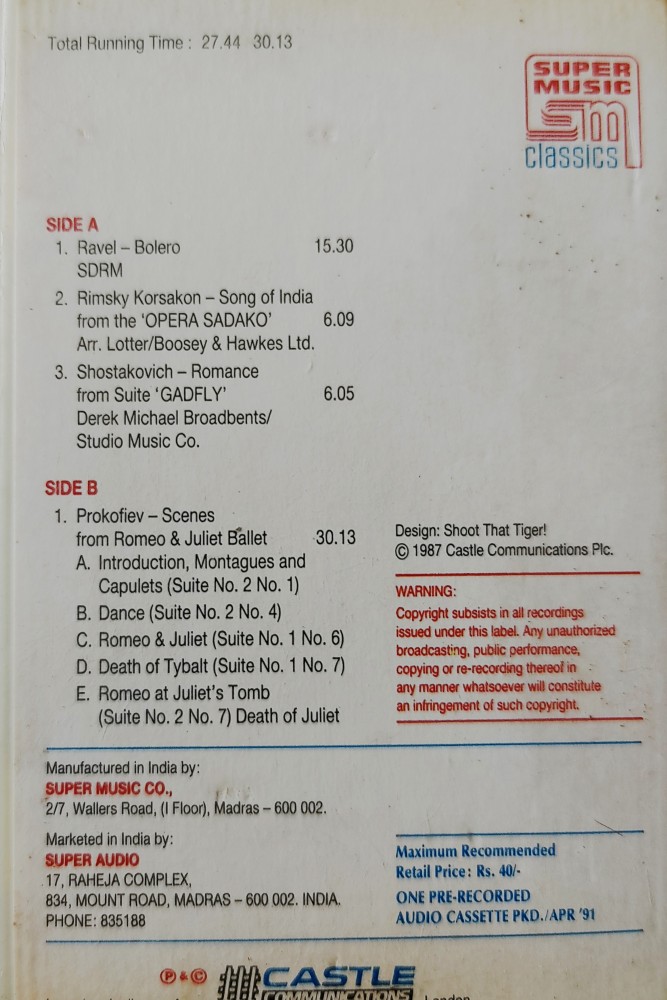 Total Running Time : 27.44 30.13
SUPER
MUSIC
sm
classics
SIDE A
1. Ravel – Bolero 15.30
SDRM
2. Rimsky Korsakon – Song of India
from the ‘OPERA SADAKO’ 6.09
Arr. Lotter/Boosey & Hawkes Ltd.
3. Shostakovich – Romance
from Suite ‘GADFLY’ 6.05
Derek Michael Broadbents/
Studio Music Co.
SIDE B
1. Prokofiev – Scenes
from Romeo & Juliet Ballet 30.13
A. Introduction, Montagues and
Capulets (Suite No. 2 No. 1)
B. Dance (Suite No. 2 No. 4)
C. Romeo & Juliet (Suite No. 1 No. 6)
D. Death of Tybalt (Suite No. 1 No. 7)
E. Romeo at Juliet's Tomb
(Suite No. 2 No. 7) Death of Juliet
Design: Shoot That Tiger!
© 1987 Castle Communications Plc.
WARNING:
Copyright subsists in all recordings
issued under this label. Any unauthorized
broadcasting, public performance,
copying or re-recording thereof in
any manner whatsoever will constitute
an infringement of such copyright.
Manufactured in India by:
SUPER MUSIC CO.,
2/7, Wallers Road, (I Floor), Madras – 600 002.
Marketed in India by:
SUPER AUDIO
17, RAHEJA COMPLEX,
834, MOUNT ROAD, MADRAS – 600 002. INDIA.
PHONE: 835188
Maximum Recommended
Retail Price: Rs. 40/-
ONE PRE-RECORDED
AUDIO CASSETTE PKD./APR '91
℗ & © CASTLE
COMMUNICATIONS
London